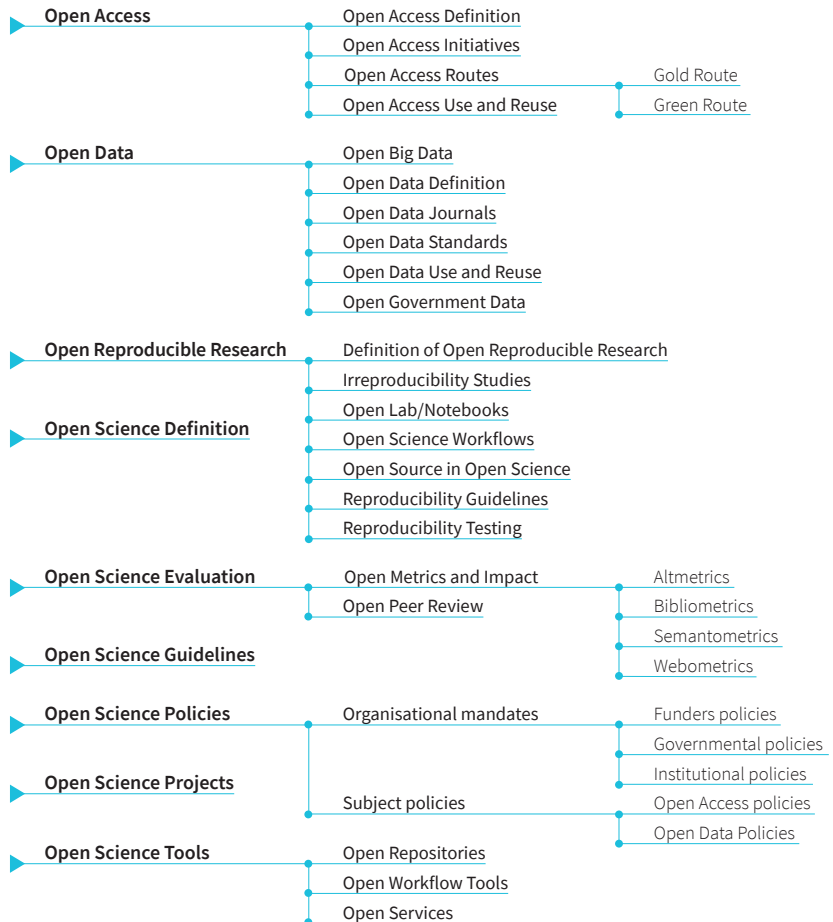 Open Access
Open Access Definition
Open Access Initiatives
Open Access Routes
Gold Route
Open Access Use and Reuse
Green Route
Open Data
Open Big Data
Open Data Definition
Open Data Journals
Open Data Standards
Open Data Use and Reuse
Open Government Data
Open Reproducible Research
Definition of Open Reproducible Research
Irreproducibility Studies
Open Lab/Notebooks
Open Science Definition
Open Science Workflows
Open Source in Open Science
Reproducibility Guidelines
Reproducibility Testing
Open Science Evaluation
Open Metrics and Impact
Altmetrics
Open Peer Review
Bibliometrics
Semantometrics
Open Science Guidelines
Webometrics
Open Science Policies
Organisational mandates
Funders policies
Governmental policies
Institutional policies
Open Science Projects
Subject policies
Open Access policies
Open Data Policies
Open Science Tools
Open Repositories
Open Workflow Tools
Open Services